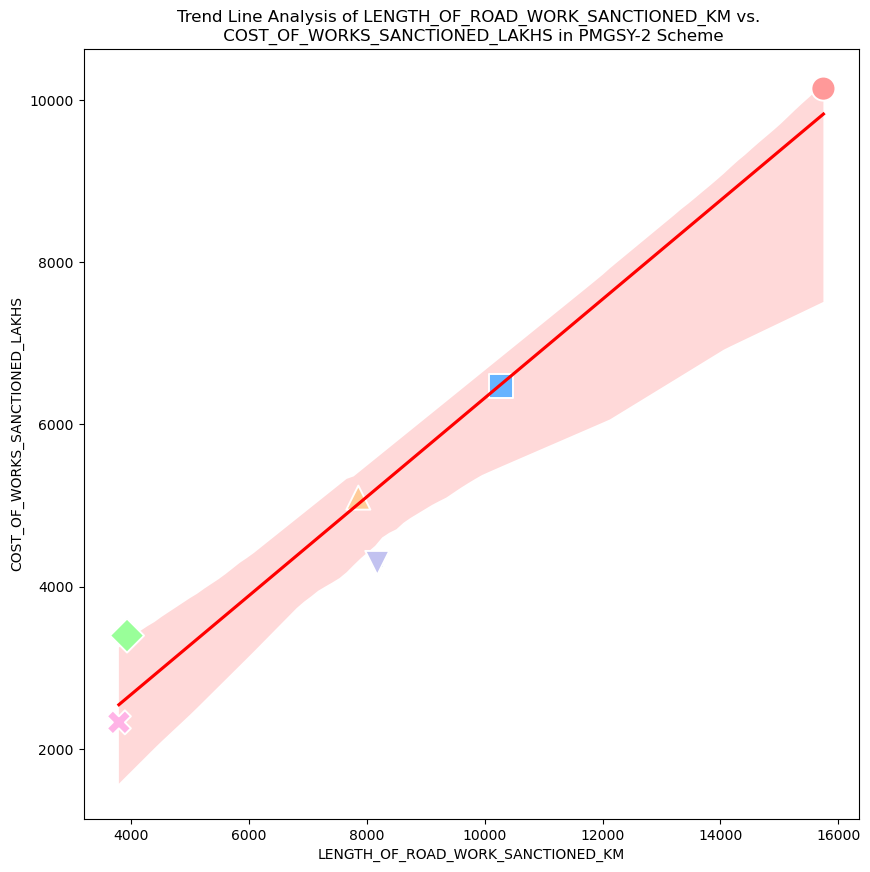 Trend Line Analysis of LENGTH_OF_ROAD_WORK_SANCTIONED_KM vs.
COST_OF_WORKS_SANCTIONED_LAKHS in PMGSY-2 Scheme
COST_OF_WORKS_SANCTIONED_LAKHS
10000
8000
6000
4000
2000
4000 6000 8000 10000 12000 14000 16000
LENGTH_OF_ROAD_WORK_SANCTIONED_KM